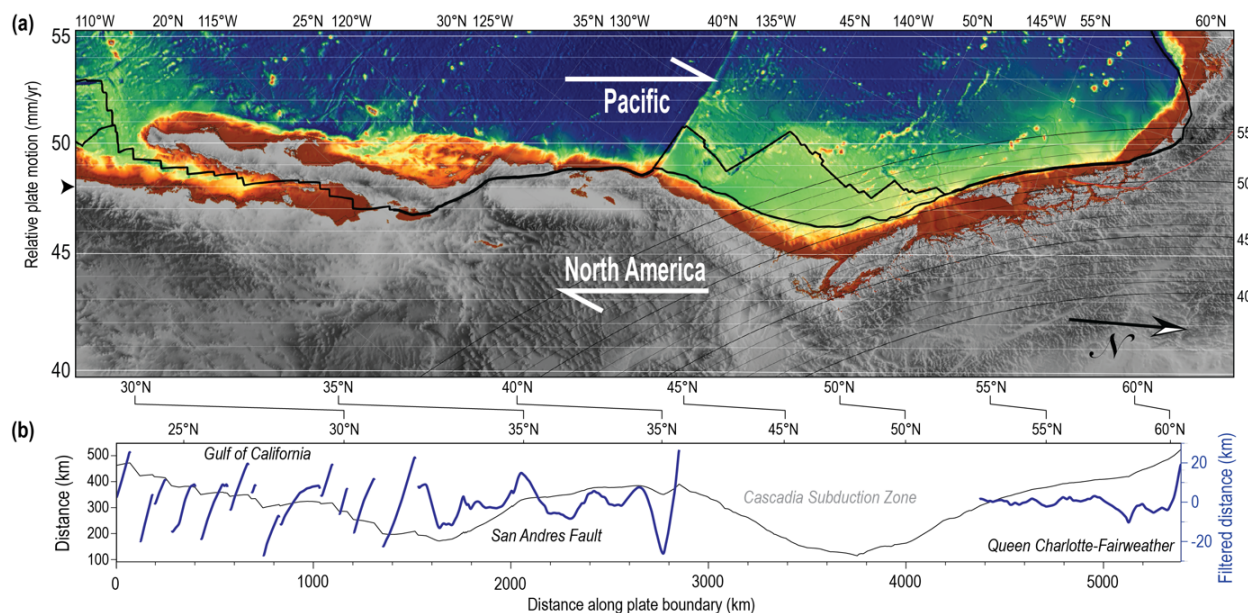 110°W 20°N 115°W 25°N 120°W 30°N 125°W 35°N 130°W 40°N 135°W 45°N 140°W 50°N 145°W 55°N 60°N
(a)
55
50
45
40
Relative plate motion (mm/yr)
Pacific
North America
N
55
50
45
40
30°N 35°N 40°N 45°N 50°N 55°N 60°N
(b)
25°N 30°N 35°N 35°N 45°N 50°N 53°N 58°N 60°N
500
400
300
200
100
Distance (km)
Gulf of California
San Andres Fault
Cascadia Subduction Zone
Queen Charlotte-Fairweather
20
0
-20
Filtered distance (km)
0 1000 2000 3000 4000 5000
Distance along plate boundary (km)